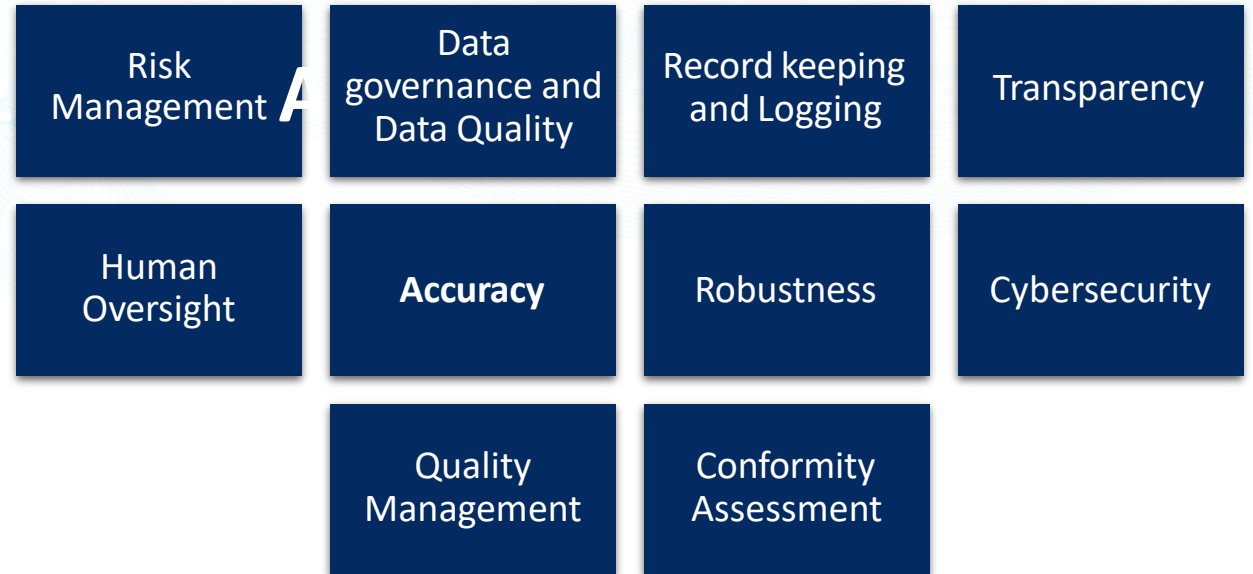 Risk
Management
A
Data
governance and
Data Quality
Record keeping
and Logging
Transparency
Human
Oversight
Accuracy
Robustness
Cybersecurity
Quality
Management
Conformity
Assessment